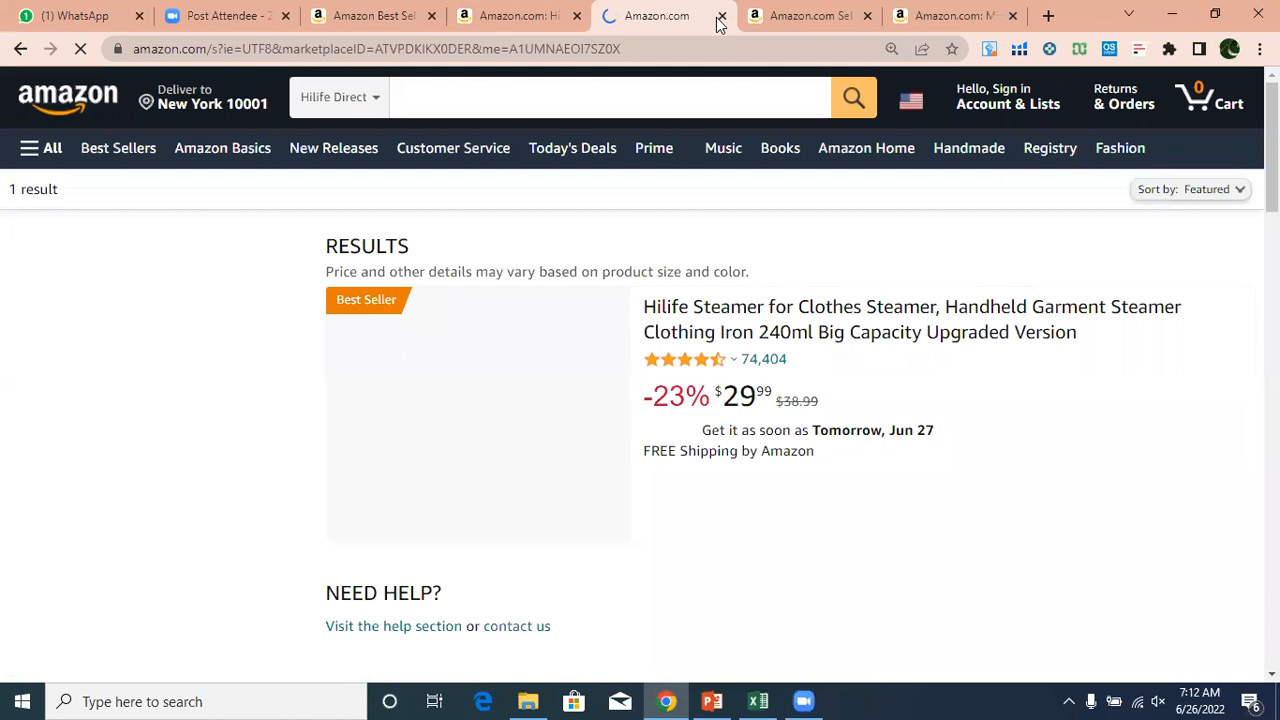 (1) WhatsApp
Post Attendee - Z
Amazon Best Sel
Amazon.com: Hi
Amazon.com
Amazon.com Sel
Amazon.com: M
amazon.com/s?ie=UTF8&marketplaceID=ATVPDKIKX0DER&me=A1UMNAEOI7SZ0X
amazon
Deliver to
New York 10001
Hilife Direct
Hello, Sign in
Account & Lists
Returns
& Orders
0
Cart
All
Best Sellers
Amazon Basics
New Releases
Customer Service
Today's Deals
Prime
Music
Books
Amazon Home
Handmade
Registry
Fashion
1 result
Sort by: Featured
RESULTS
Price and other details may vary based on product size and color.
Best Seller
Hilife Steamer for Clothes Steamer, Handheld Garment Steamer
Clothing Iron 240ml Big Capacity Upgraded Version
74,404
-23% $29 99 $38.99
Get it as soon as Tomorrow, Jun 27
FREE Shipping by Amazon
NEED HELP?
Visit the help section or contact us
Type here to search
7:12 AM
6/26/2022
6